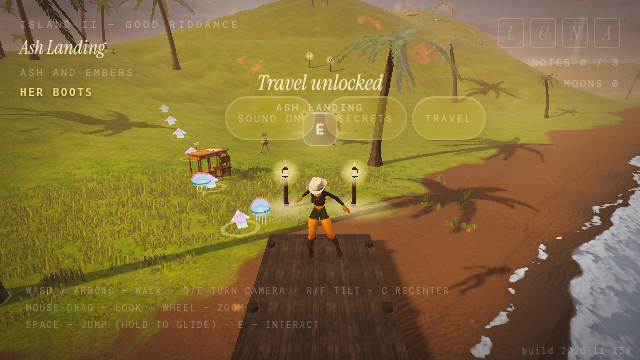 ISLAND II — GOOD RIDDANCE
Ash Landing
ASH AND EMBERS
HER BOOTS
L U N A
NOTES 0 / 3
MOONS 0
Travel unlocked
ASH LANDING
SOUND ON
SECRETS
TRAVEL
E
WASD / ARROWS — WALK · Q/E TURN CAMERA · R/F TILT · C RECENTER
MOUSE DRAG — LOOK · WHEEL — ZOOM
SPACE — JUMP (HOLD TO GLIDE) · E — INTERACT